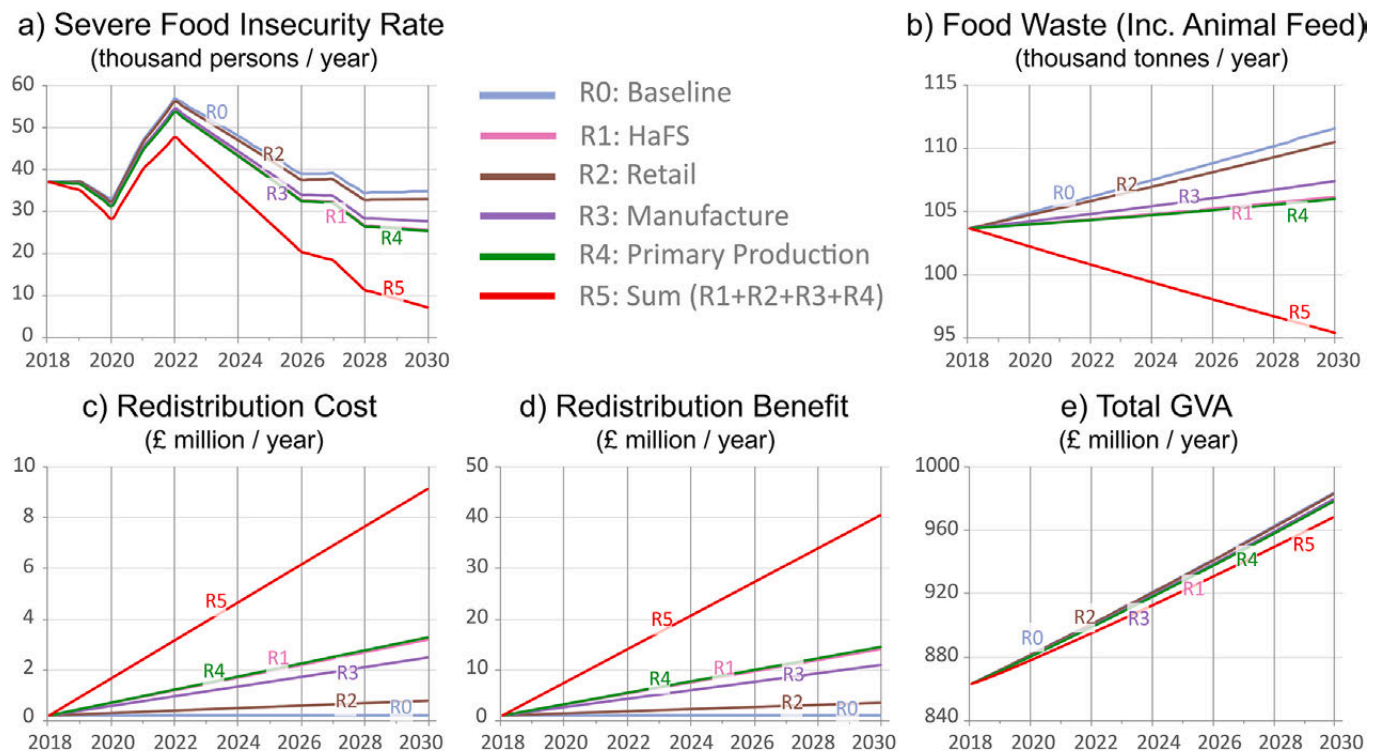 a) Severe Food Insecurity Rate
(thousand persons / year)
60
50
40
30
20
10
0
2018 2020 2022 2024 2026 2028 2030
R0
R2
R3
R1
R4
R5
R0: Baseline
R1: HaFS
R2: Retail
R3: Manufacture
R4: Primary Production
R5: Sum (R1+R2+R3+R4)
b) Food Waste (Inc. Animal Feed)
(thousand tonnes / year)
115
110
105
100
95
2018 2020 2022 2024 2026 2028 2030
R0
R2
R3
R1
R4
R5
c) Redistribution Cost
(£ million / year)
10
8
6
4
2
0
2018 2020 2022 2024 2026 2028 2030
R5
R4
R1
R3
R2
R0
d) Redistribution Benefit
(£ million / year)
50
40
30
20
10
0
2018 2020 2022 2024 2026 2028 2030
R5
R4
R1
R3
R2
R0
e) Total GVA
(£ million / year)
1000
960
920
880
840
2018 2020 2022 2024 2026 2028 2030
R0
R2
R3
R1
R4
R5